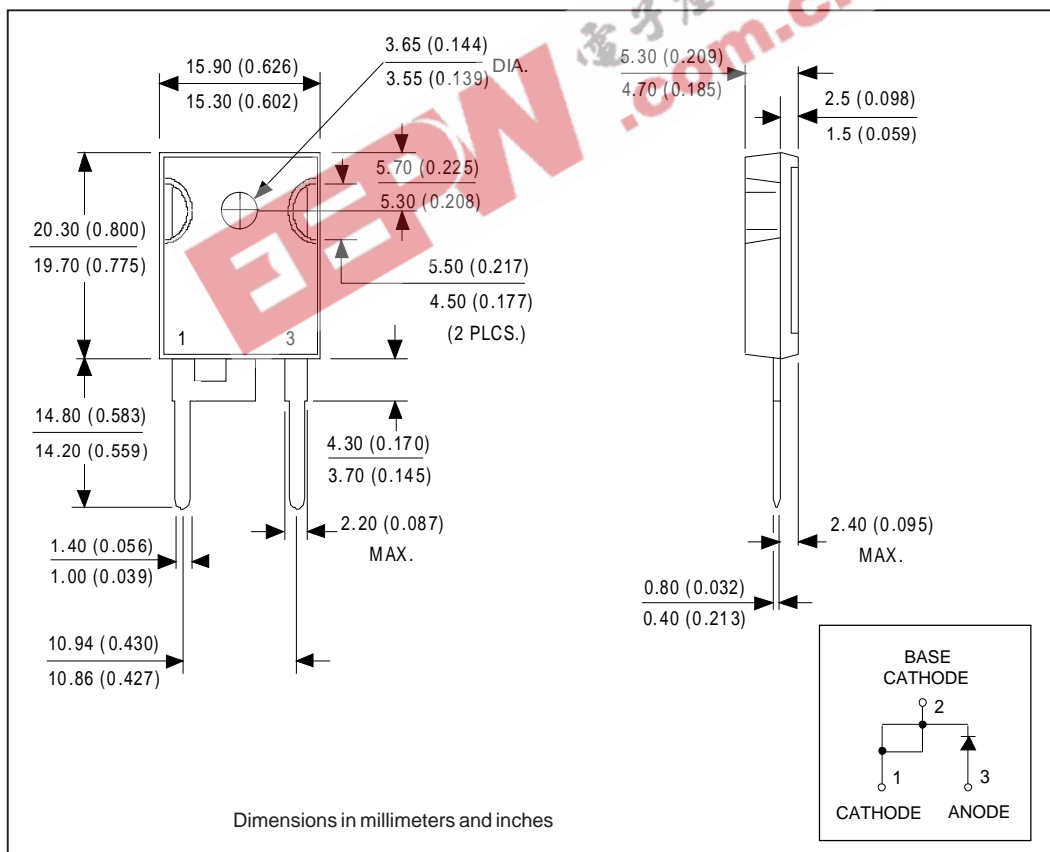 15.90 (0.626)
15.30 (0.602)
3.65 (0.144)
3.55 (0.139)
DIA.
5.30 (0.209)
4.70 (0.185)
2.5 (0.098)
1.5 (0.059)
5.70 (0.225)
5.30 (0.208)
20.30 (0.800)
19.70 (0.775)
5.50 (0.217)
4.50 (0.177)
(2 PLCS.)
1 3
14.80 (0.583)
14.20 (0.559)
4.30 (0.170)
3.70 (0.145)
2.20 (0.087)
MAX.
1.40 (0.056)
1.00 (0.039)
2.40 (0.095)
MAX.
0.80 (0.032)
0.40 (0.213)
10.94 (0.430)
10.86 (0.427)
BASE
CATHODE
2
1 3
CATHODE ANODE
Dimensions in millimeters and inches
EEPW
電子
.com.c